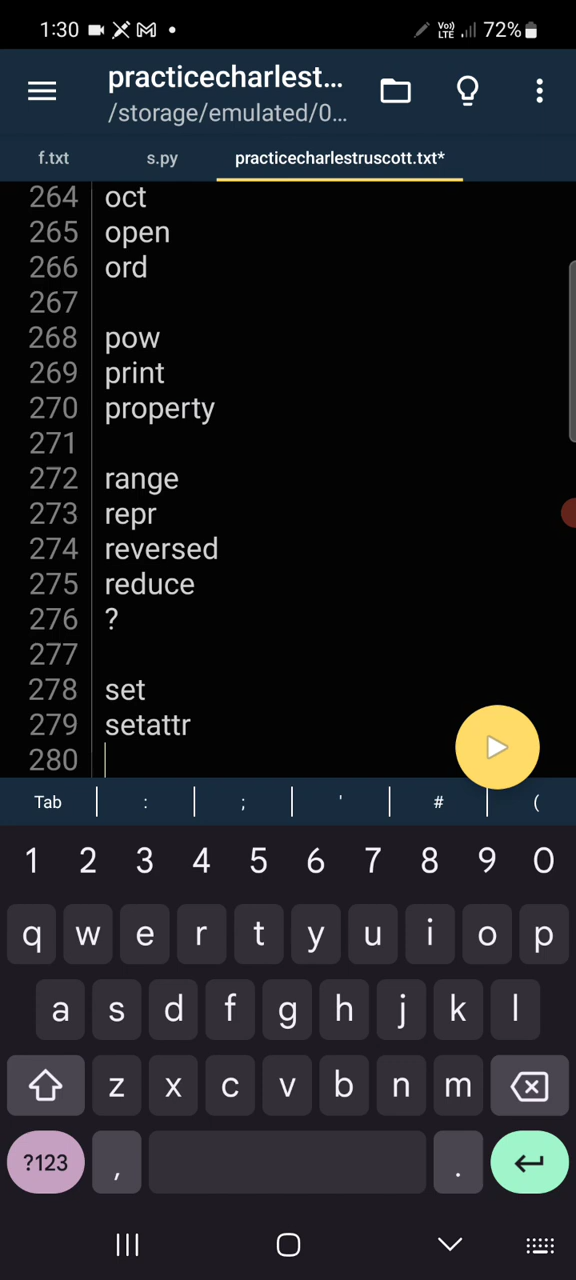 1:30 Vo)) LTE 72%
practicecharlest...
/storage/emulated/0...
f.txt s.py practicecharlestruscott.txt*
264 oct
265 open
266 ord
267
268 pow
269 print
270 property
271
272 range
273 repr
274 reversed
275 reduce
276 ?
277
278 set
279 setattr
280
Tab : ; ' # (
1 2 3 4 5 6 7 8 9 0
q w e r t y u i o p
a s d f g h j k l
z x c v b n m
?123 , .